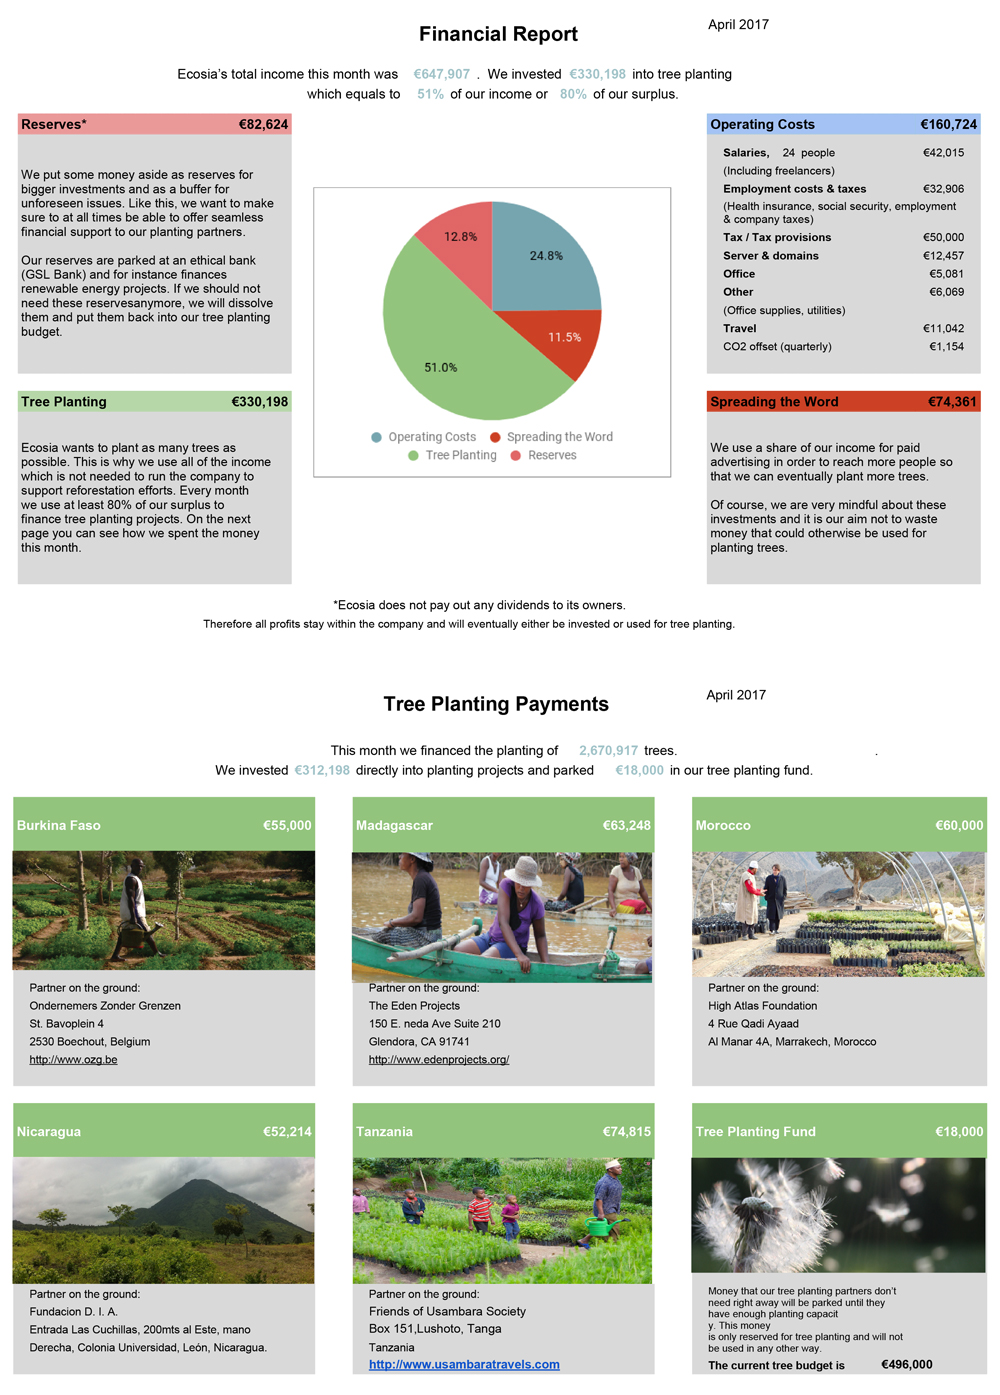 Financial Report
April 2017
Ecosia's total income this month was €647,907 . We invested €330,198 into tree planting
which equals to 51% of our income or 80% of our surplus.
Reserves* €82,624
We put some money aside as reserves for
bigger investments and as a buffer for
unforeseen issues. Like this, we want to make
sure to at all times be able to offer seamless
financial support to our planting partners.
Our reserves are parked at an ethical bank
(GSL Bank) and for instance finances
renewable energy projects. If we should not
need these reservesanymore, we will dissolve
them and put them back into our tree planting
budget.
Tree Planting €330,198
Ecosia wants to plant as many trees as
possible. This is why we use all of the income
which is not needed to run the company to
support reforestation efforts. Every month
we use at least 80% of our surplus to
finance tree planting projects. On the next
page you can see how we spent the money
this month.
12.8%
24.8%
11.5%
51.0%
Operating Costs Spreading the Word
Tree Planting Reserves
Operating Costs €160,724
Salaries, 24 people €42,015
(Including freelancers)
Employment costs & taxes €32,906
(Health insurance, social security, employment
& company taxes)
Tax / Tax provisions €50,000
Server & domains €12,457
Office €5,081
Other €6,069
(Office supplies, utilities)
Travel €11,042
CO2 offset (quarterly) €1,154
Spreading the Word €74,361
We use a share of our income for paid
advertising in order to reach more people so
that we can eventually plant more trees.
Of course, we are very mindful about these
investments and it is our aim not to waste
money that could otherwise be used for
planting trees.
*Ecosia does not pay out any dividends to its owners.
Therefore all profits stay within the company and will eventually either be invested or used for tree planting.
Tree Planting Payments
April 2017
This month we financed the planting of 2,670,917 trees. .
We invested €312,198 directly into planting projects and parked €18,000 in our tree planting fund.
Burkina Faso €55,000
Partner on the ground:
Ondernemers Zonder Grenzen
St. Bavoplein 4
2530 Boechout, Belgium
http://www.ozg.be
Madagascar €63,248
Partner on the ground:
The Eden Projects
150 E. neda Ave Suite 210
Glendora, CA 91741
http://www.edenprojects.org/
Morocco €60,000
Partner on the ground:
High Atlas Foundation
4 Rue Qadi Ayaad
Al Manar 4A, Marrakech, Morocco
Nicaragua €52,214
Partner on the ground:
Fundacion D. I. A.
Entrada Las Cuchillas, 200mts al Este, mano
Derecha, Colonia Universidad, León, Nicaragua.
Tanzania €74,815
Partner on the ground:
Friends of Usambara Society
Box 151,Lushoto, Tanga
Tanzania
http://www.usambaratravels.com
Tree Planting Fund €18,000
Money that our tree planting partners don't
need right away will be parked until they
have enough planting capacit
y. This money
is only reserved for tree planting and will not
be used in any other way.
The current tree budget is €496,000